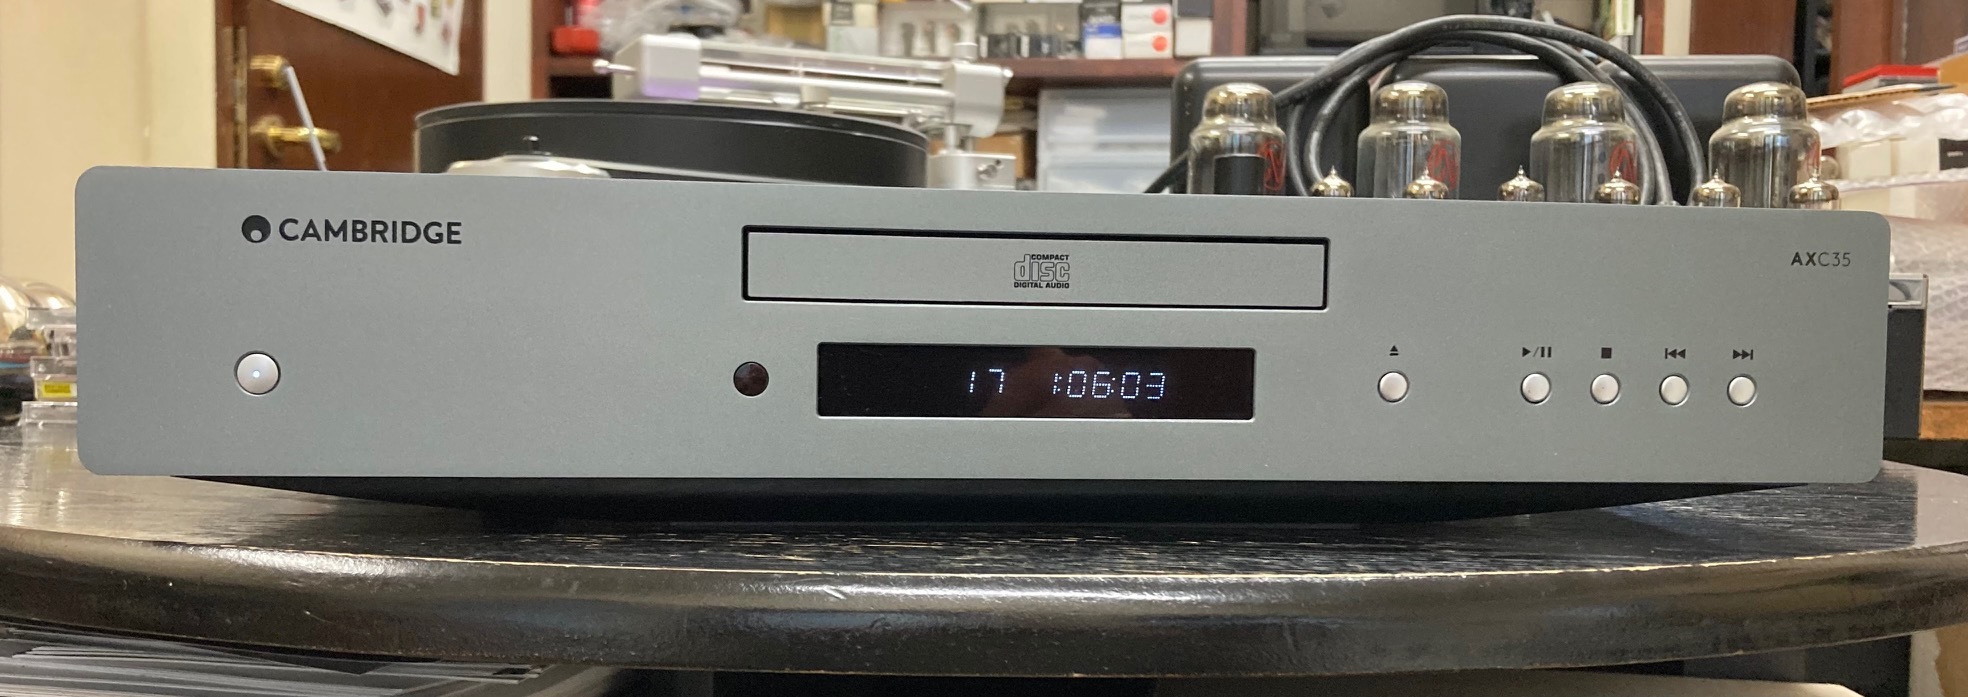 CAMBRIDGE
COMPACT
disc
DIGITAL AUDIO
AXC35
17 1:06:03